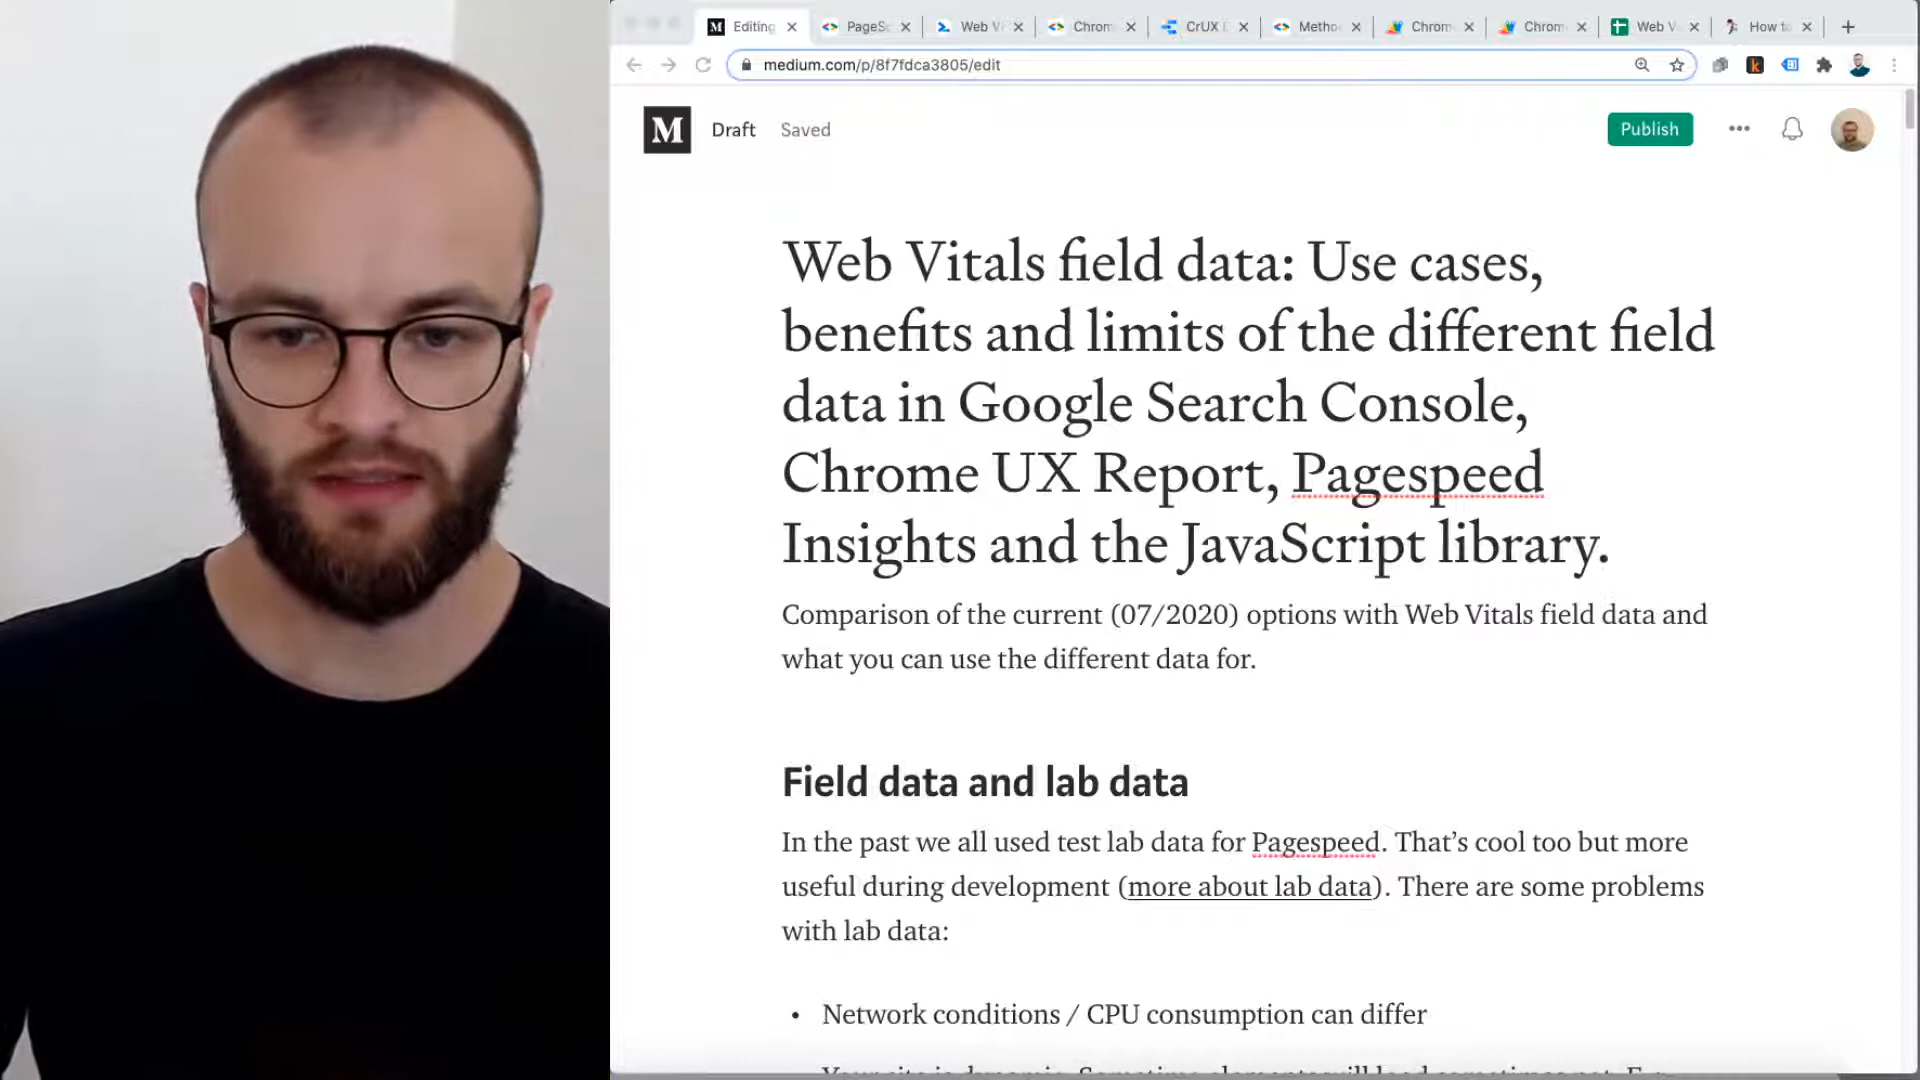 Editing
PageSp
Web Vi
Chrom
CrUX D
Metho
Chrom
Chrom
Web V
How to
medium.com/p/8f7fdca3805/edit
k
M
Draft
Saved
Publish
Web Vitals field data: Use cases,
benefits and limits of the different field
data in Google Search Console,
Chrome UX Report, Pagespeed
Insights and the JavaScript library.
Comparison of the current (07/2020) options with Web Vitals field data and
what you can use the different data for.
Field data and lab data
In the past we all used test lab data for Pagespeed. That’s cool too but more
useful during development (more about lab data). There are some problems
with lab data:
• Network conditions / CPU consumption can differ